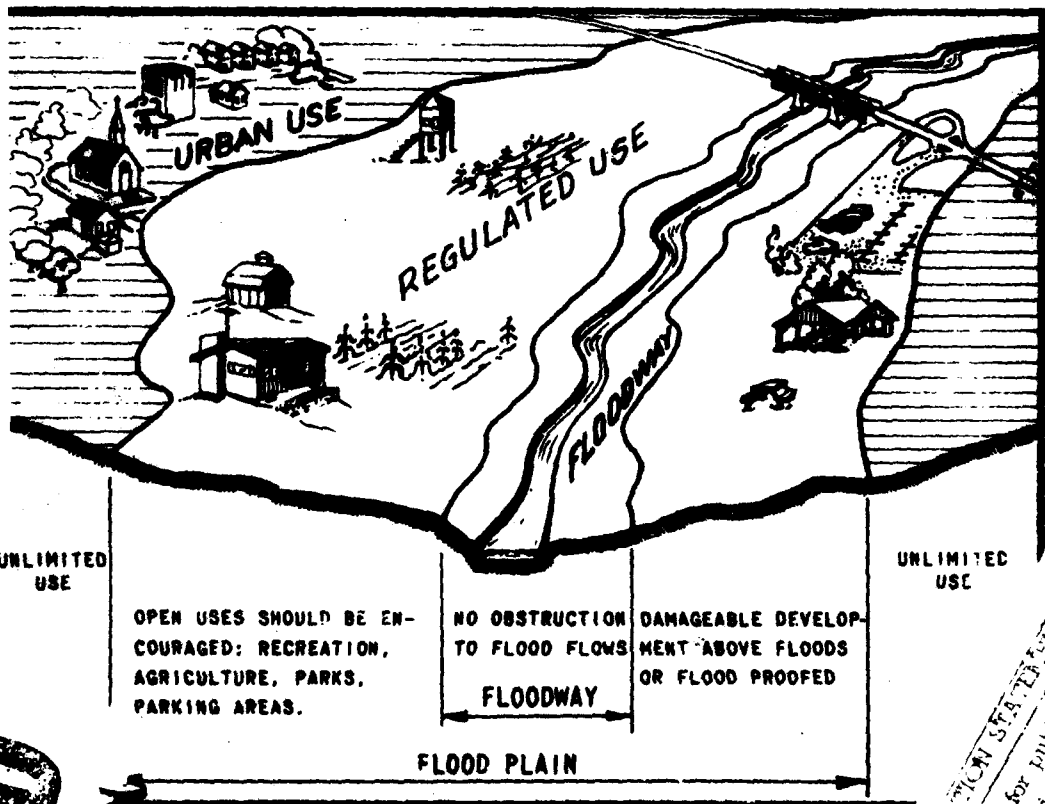 URBAN USE
REGULATED USE
FLOODWAY
UNLIMITED
USE
OPEN USES SHOULD BE EN-
COURAGED: RECREATION,
AGRICULTURE, PARKS,
PARKING AREAS.
NO OBSTRUCTION
TO FLOOD FLOWS
FLOODWAY
DAMAGEABLE DEVELOP-
MENT ABOVE FLOODS
OR FLOOD PROOFED
UNLIMITED
USE
FLOOD PLAIN
for